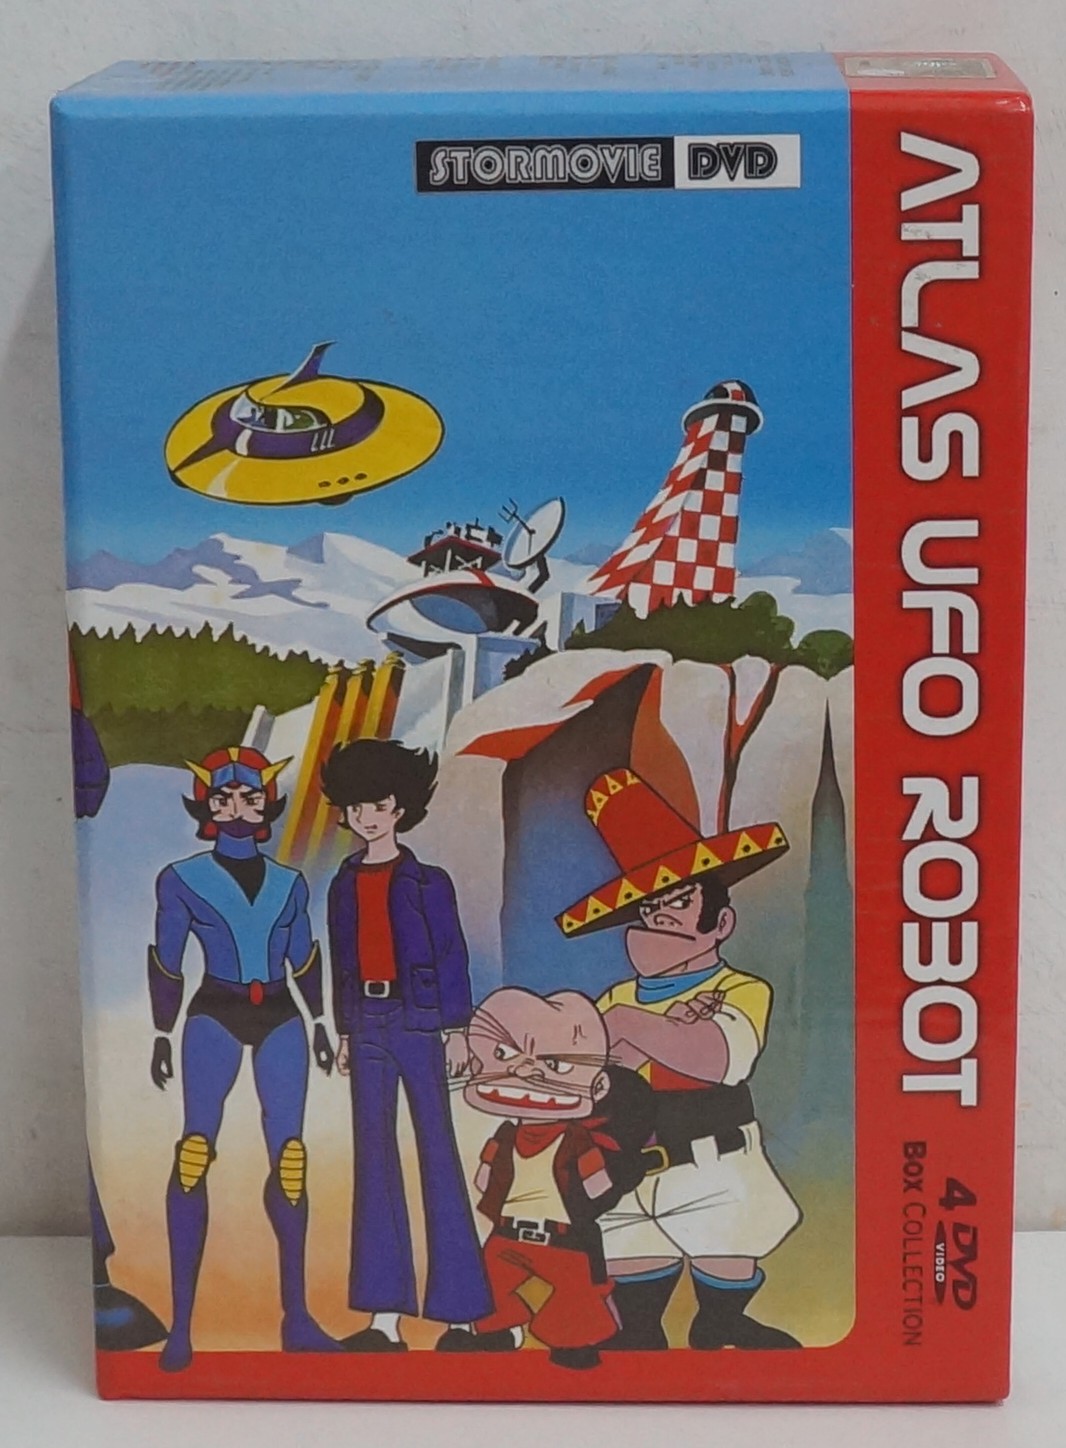 STORMOVIE DVD
ATLAS UFO ROBOT
4 DVD
VIDEO
BOX COLLECTION